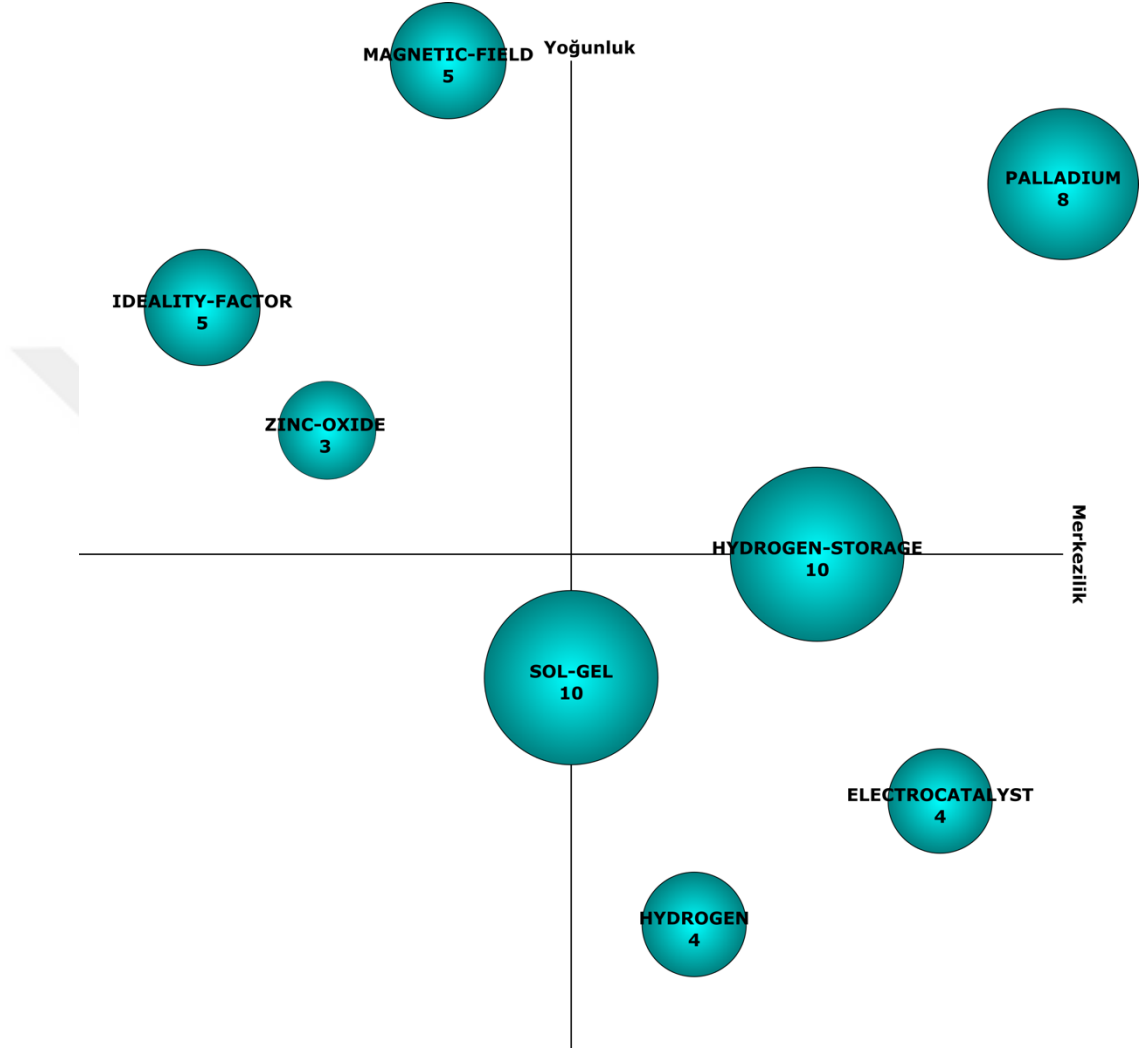 Yoğunluk
MAGNETIC-FIELD
5
PALLADIUM
8
IDEALITY-FACTOR
5
ZINC-OXIDE
3
Merkezilik
HYDROGEN-STORAGE
10
SOL-GEL
10
ELECTROCATALYST
4
HYDROGEN
4